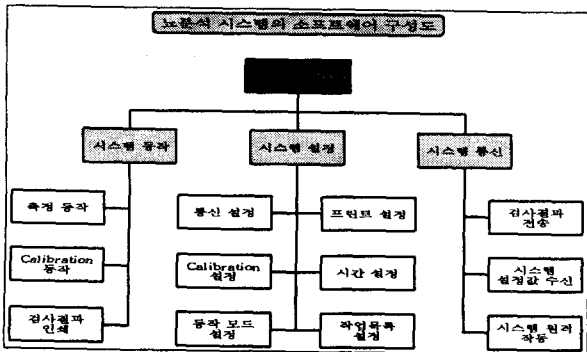 뇨분석 시스템의 소프트웨어 구성도
시스템 동작
시스템 설정
시스템 통신
측정 동작
통신 설정
프린트 설정
검사결과
전송
Calibration
동작
Calibration
설정
시간 설정
시스템
설정값 수신
검사결과
인쇄
동작 모드
설정
작업목록
설정
시스템 원격
작동